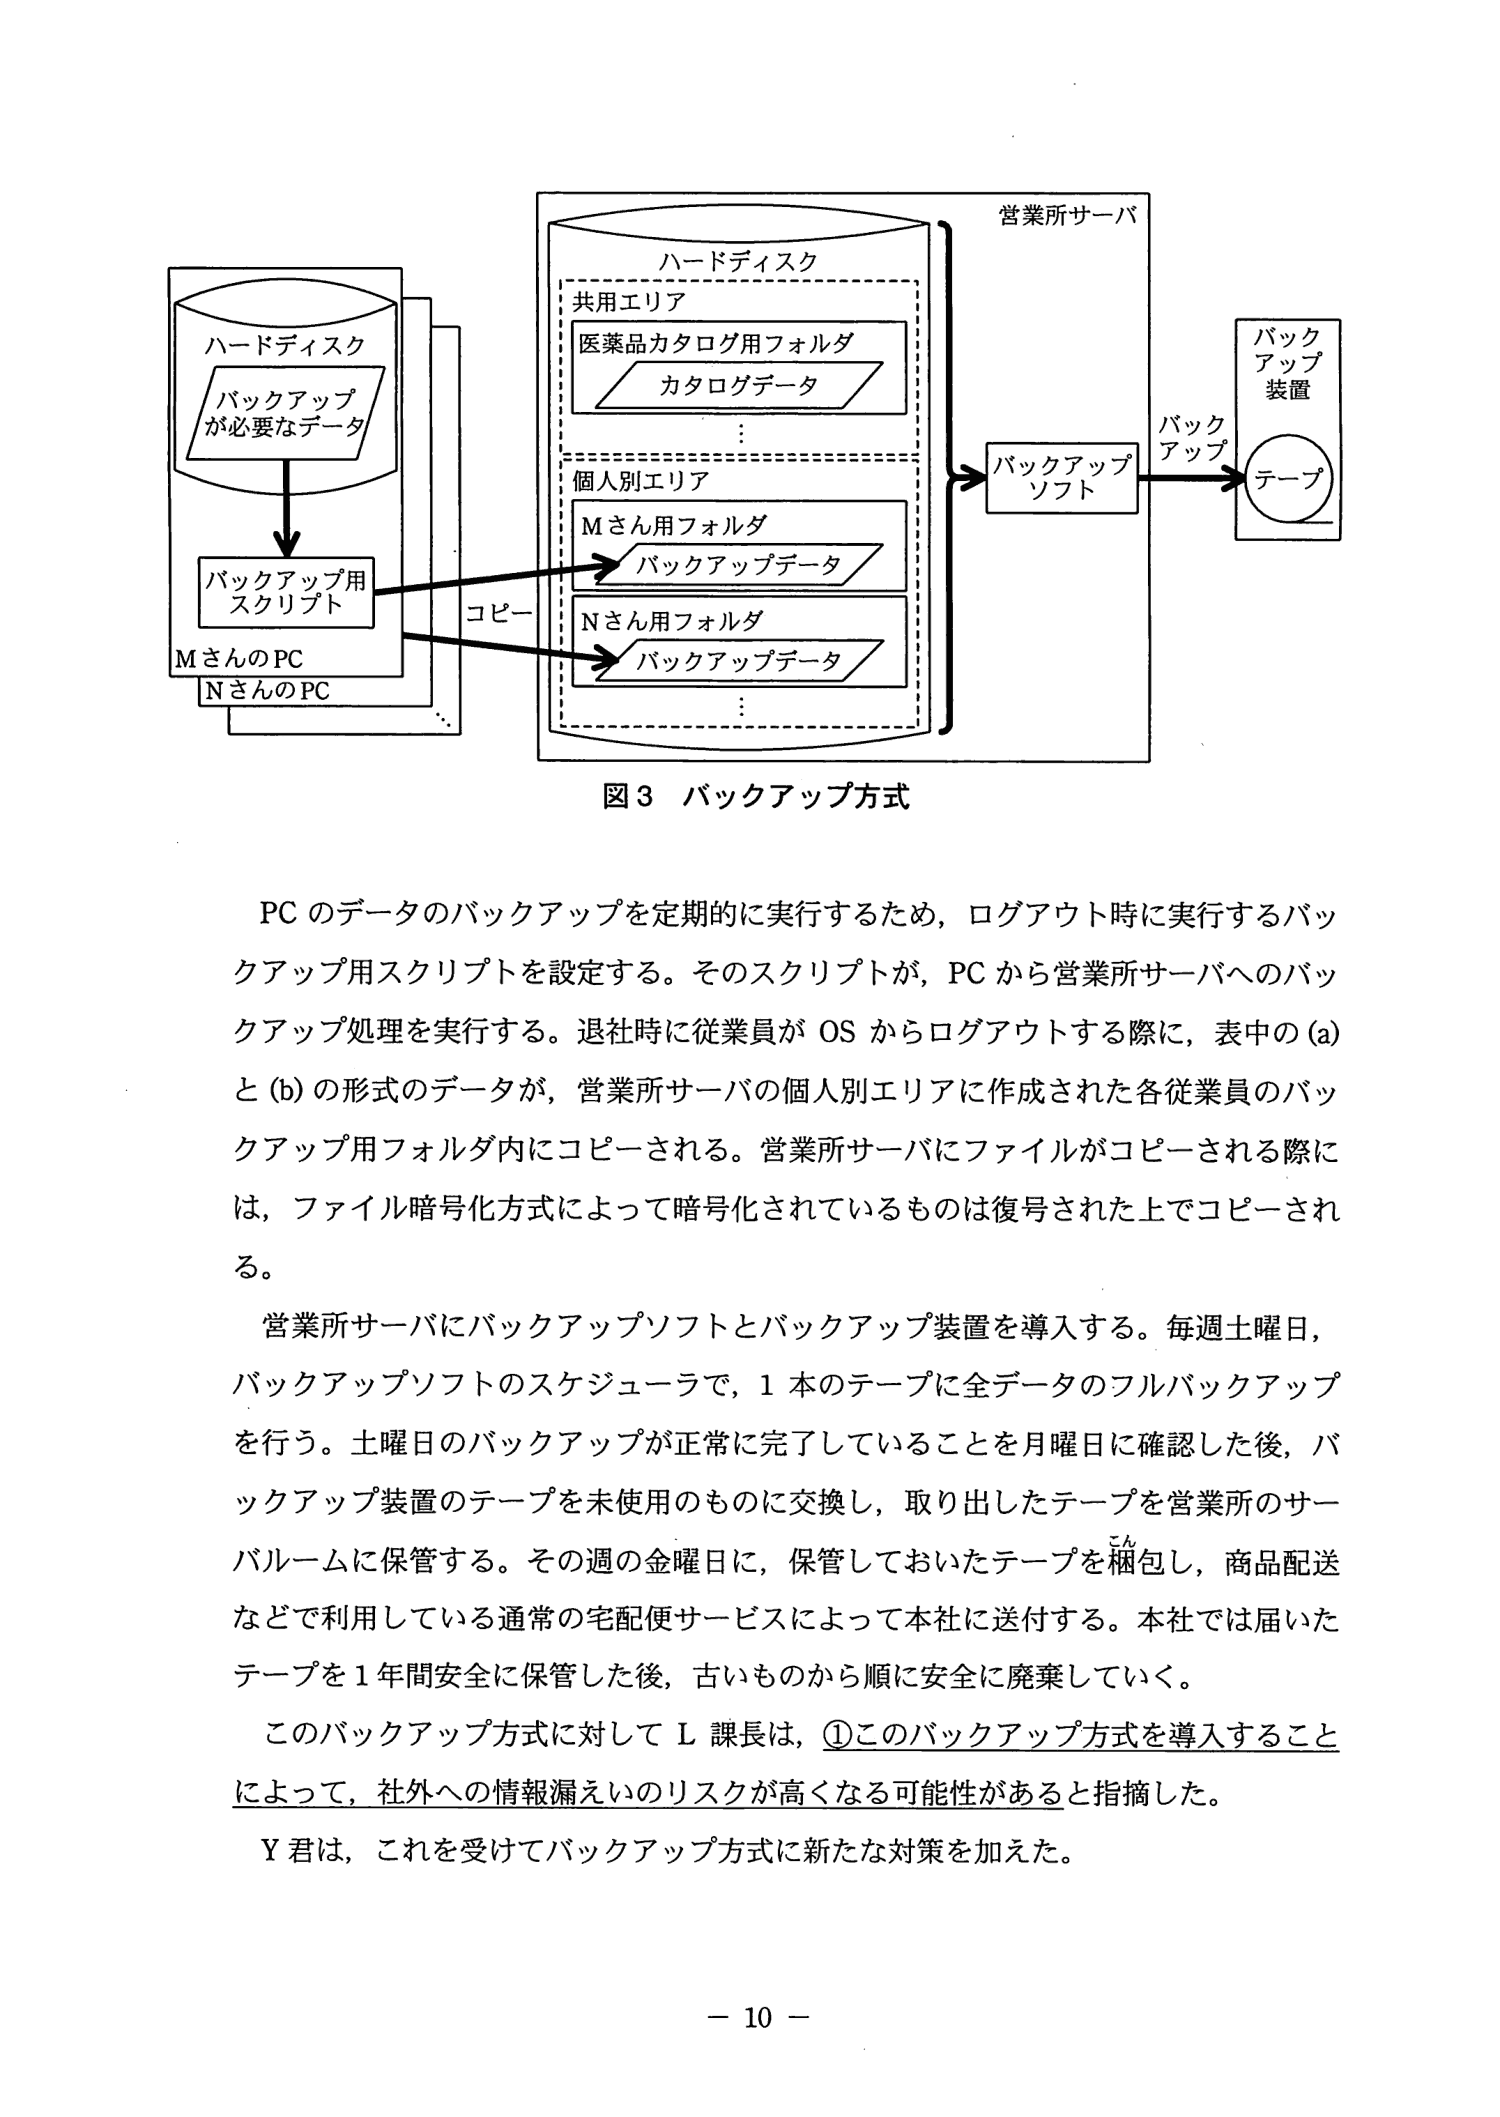 営業所サーバ
ハードディスク
共用エリア
医薬品カタログ用フォルダ
カタログデータ
⋮
個人別エリア
Mさん用フォルダ
バックアップデータ
Nさん用フォルダ
バックアップデータ
⋮
ハードディスク
バックアップ
が必要なデータ
バックアップ用
スクリプト
MさんのPC
NさんのPC
⋱
コピー
バックアップ
ソフト
バック
アップ
バック
アップ
装置
テープ
図3 バックアップ方式
PC のデータのバックアップを定期的に実行するため，ログアウト時に実行するバッ
クアップ用スクリプトを設定する。そのスクリプトが，PC から営業所サーバへのバッ
クアップ処理を実行する。退社時に従業員が OS からログアウトする際に，表中の (a)
と (b) の形式のデータが，営業所サーバの個人別エリアに作成された各従業員のバッ
クアップ用フォルダ内にコピーされる。営業所サーバにファイルがコピーされる際に
は，ファイル暗号化方式によって暗号化されているものは復号された上でコピーされ
る。
営業所サーバにバックアップソフトとバックアップ装置を導入する。毎週土曜日，
バックアップソフトのスケジューラで，1 本のテープに全データのフルバックアップ
を行う。土曜日のバックアップが正常に完了していることを月曜日に確認した後，バ
ックアップ装置のテープを未使用のものに交換し，取り出したテープを営業所のサー
こん
バルームに保管する。その週の金曜日に，保管しておいたテープを梱包し，商品配送
などで利用している通常の宅配便サービスによって本社に送付する。本社では届いた
テープを 1 年間安全に保管した後，古いものから順に安全に廃棄していく。
このバックアップ方式に対して L 課長は，①このバックアップ方式を導入すること
によって，社外への情報漏えいのリスクが高くなる可能性があると指摘した。
Y 君は，これを受けてバックアップ方式に新たな対策を加えた。
－ 10 －